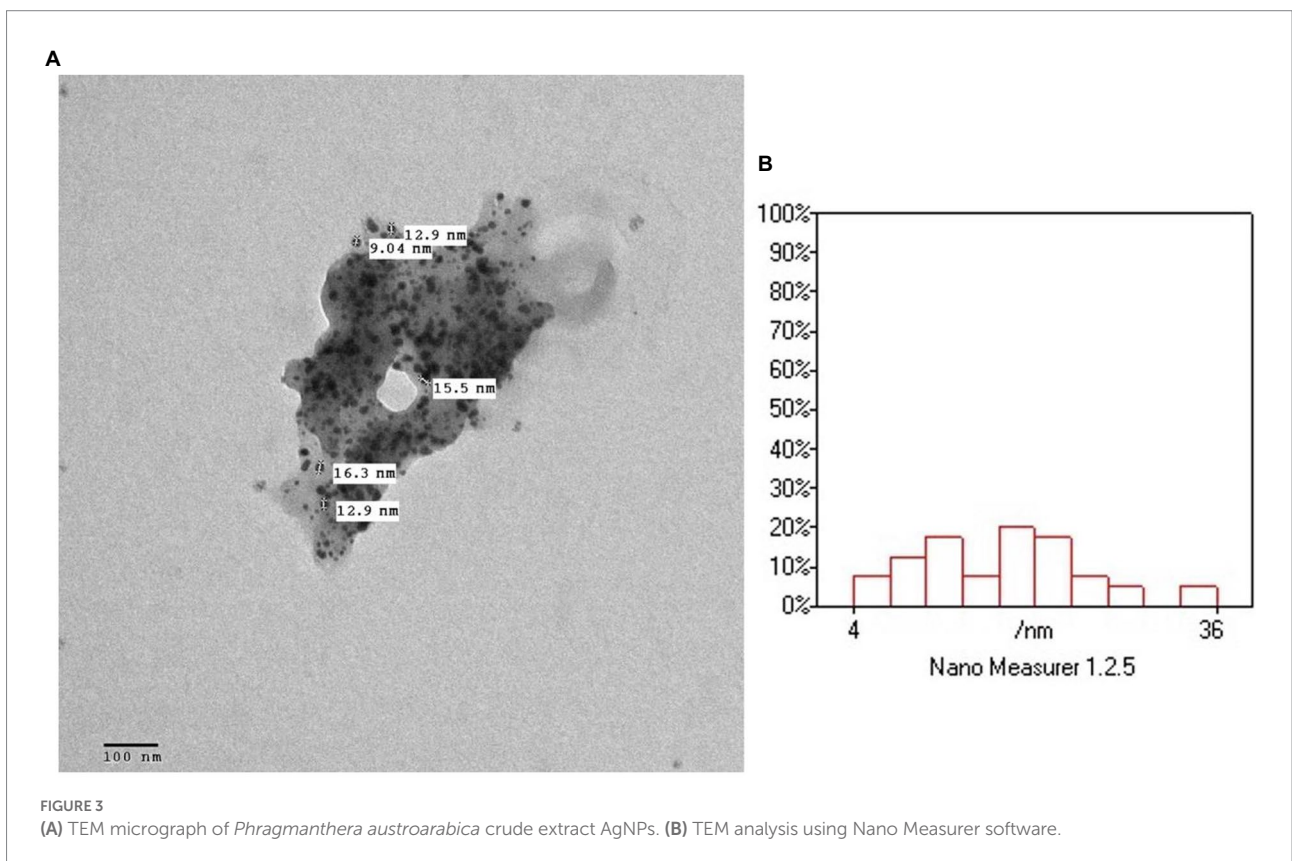 A
12.9 nm
9.04 nm
15.5 nm
16.3 nm
12.9 nm
100 nm
B
100%
90%
80%
70%
60%
50%
40%
30%
20%
10%
0%
4 /nm 36
Nano Measurer 1.2.5
FIGURE 3
(A) TEM micrograph of Phragmanthera austroarabica crude extract AgNPs. (B) TEM analysis using Nano Measurer software.